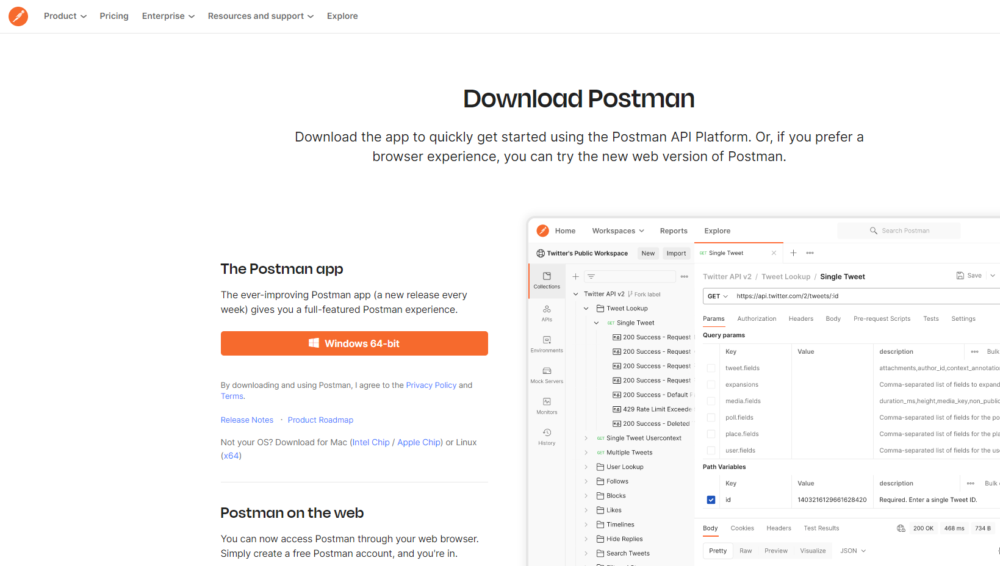 Product
Pricing
Enterprise
Resources and support
Explore
Download Postman
Download the app to quickly get started using the Postman API Platform. Or, if you prefer a
browser experience, you can try the new web version of Postman.
The Postman app
The ever-improving Postman app (a new release every
week) gives you a full-featured Postman experience.
Windows 64-bit
By downloading and using Postman, I agree to the Privacy Policy and
Terms.
Release Notes · Product Roadmap
Not your OS? Download for Mac (Intel Chip / Apple Chip) or Linux
(x64)
Postman on the web
You can now access Postman through your web browser.
Simply create a free Postman account, and you're in.
Home
Workspaces
Reports
Explore
Search Postman
Twitter's Public Workspace
New
Import
GET Single Tweet
Collections
APIs
Environments
Mock Servers
Monitors
History
Twitter API v2
Fork label
Tweet Lookup
GET Single Tweet
e.g. 200 Success - Request
e.g. 200 Success - Request
e.g. 200 Success - Request
e.g. 200 Success - Request
e.g. 200 Success - Default
e.g. 429 Rate Limit Exceede
e.g. 200 Success - Deleted
GET Single Tweet Usercontext
GET Multiple Tweets
User Lookup
Follows
Blocks
Likes
Timelines
Hide Replies
Search Tweets
Twitter API v2 / Tweet Lookup / Single Tweet
Save
GET https://api.twitter.com/2/tweets/:id
Params Authorization Headers Body Pre-request Scripts Tests Settings
Query params
Key Value description Bulk
tweet.fields attachments,author_id,context_annotation
expansions Comma-separated list of fields to expand
media.fields duration_ms,height,media_key,non_public
poll.fields Comma-separated list of fields for the po
place.fields Comma-separated list of fields for the pla
user.fields Comma-separated list of fields for the use
Path Variables
Key Value description Bulk
id 1403216129661628420 Required. Enter a single Tweet ID.
Body Cookies Headers Test Results 200 OK 468 ms 734 B
Pretty Raw Preview Visualize JSON